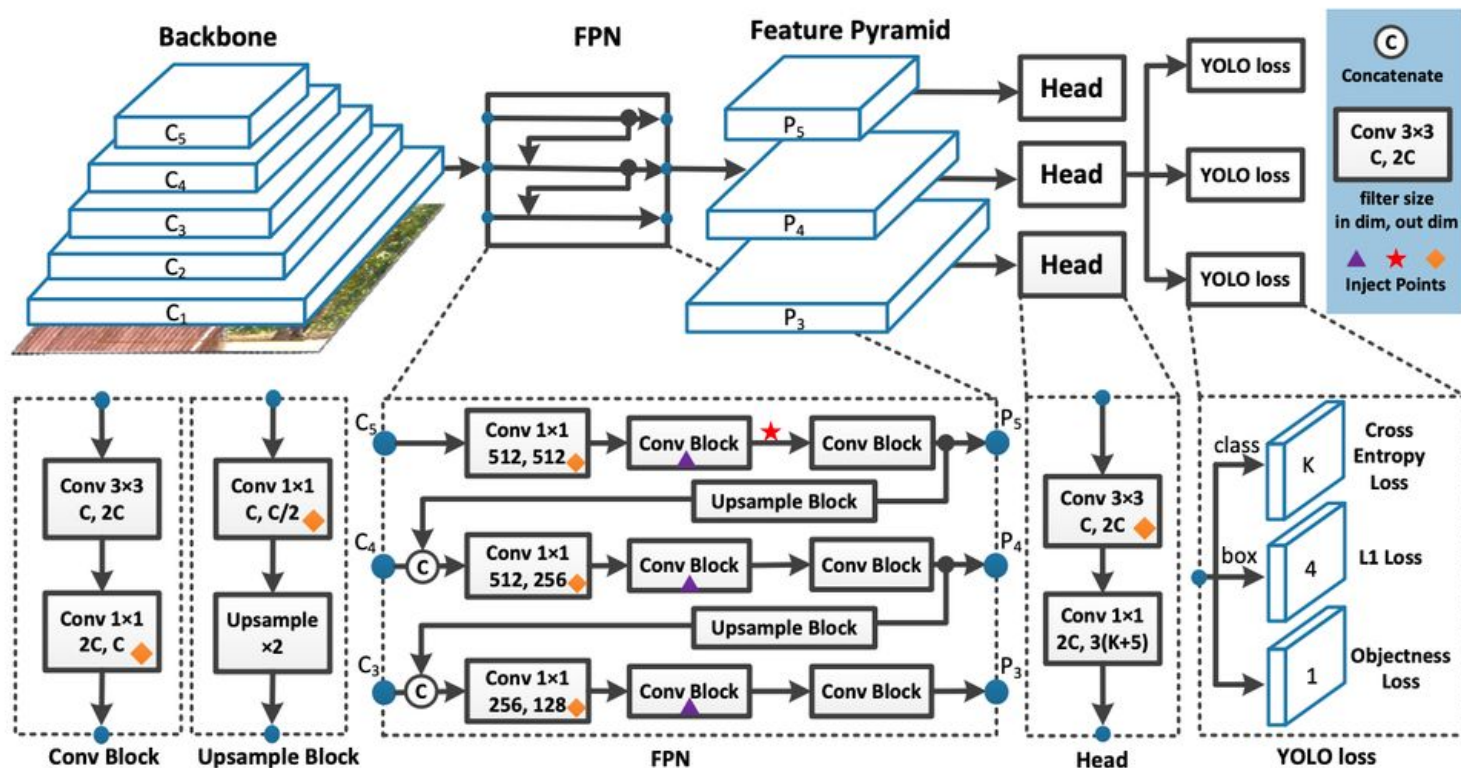 Backbone
FPN
Feature Pyramid
C5
C4
C3
C2
C1
P5
P4
P3
Head
Head
Head
YOLO loss
YOLO loss
YOLO loss
C
Concatenate
Conv 3×3
C, 2C
filter size
in dim, out dim
Inject Points
Conv 3×3
C, 2C
Conv 1×1
2C, C
Conv Block
Conv 1×1
C, C/2
Upsample
×2
Upsample Block
C5
Conv 1×1
512, 512
Conv Block
Conv Block
P5
Upsample Block
C4
C
Conv 1×1
512, 256
Conv Block
Conv Block
P4
Upsample Block
C3
C
Conv 1×1
256, 128
Conv Block
Conv Block
P3
FPN
Conv 3×3
C, 2C
Conv 1×1
2C, 3(K+5)
Head
class
K
Cross
Entropy
Loss
box
4
L1 Loss
1
Objectness
Loss
YOLO loss